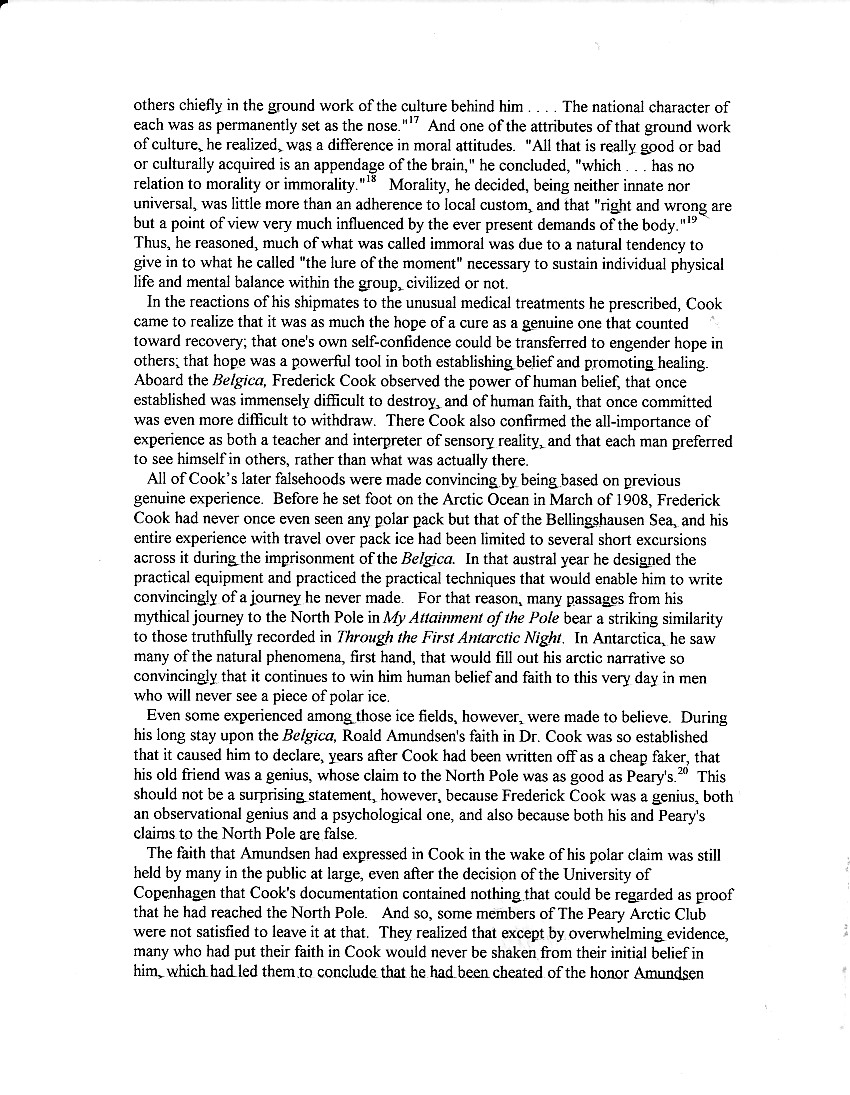 others chiefly in the ground work of the culture behind him . . . . The national character of
each was as permanently set as the nose."17 And one of the attributes of that ground work
of culture, he realized, was a difference in moral attitudes. "All that is really good or bad
or culturally acquired is an appendage of the brain," he concluded, "which . . . has no
relation to morality or immorality."18 Morality, he decided, being neither innate nor
universal, was little more than an adherence to local custom, and that "right and wrong are
but a point of view very much influenced by the ever present demands of the body."19
Thus, he reasoned, much of what was called immoral was due to a natural tendency to
give in to what he called "the lure of the moment" necessary to sustain individual physical
life and mental balance within the group, civilized or not.
In the reactions of his shipmates to the unusual medical treatments he prescribed, Cook
came to realize that it was as much the hope of a cure as a genuine one that counted
toward recovery; that one's own self-confidence could be transferred to engender hope in
others; that hope was a powerful tool in both establishing belief and promoting healing.
Aboard the Belgica, Frederick Cook observed the power of human belief, that once
established was immensely difficult to destroy, and of human faith, that once committed
was even more difficult to withdraw. There Cook also confirmed the all-importance of
experience as both a teacher and interpreter of sensory reality, and that each man preferred
to see himself in others, rather than what was actually there.
All of Cook's later falsehoods were made convincing by being based on previous
genuine experience. Before he set foot on the Arctic Ocean in March of 1908, Frederick
Cook had never once even seen any polar pack but that of the Bellingshausen Sea, and his
entire experience with travel over pack ice had been limited to several short excursions
across it during the imprisonment of the Belgica. In that austral year he designed the
practical equipment and practiced the practical techniques that would enable him to write
convincingly of a journey he never made. For that reason, many passages from his
mythical journey to the North Pole in My Attainment of the Pole bear a striking similarity
to those truthfully recorded in Through the First Antarctic Night. In Antarctica, he saw
many of the natural phenomena, first hand, that would fill out his arctic narrative so
convincingly that it continues to win him human belief and faith to this very day in men
who will never see a piece of polar ice.
Even some experienced among those ice fields, however, were made to believe. During
his long stay upon the Belgica, Roald Amundsen's faith in Dr. Cook was so established
that it caused him to declare, years after Cook had been written off as a cheap faker, that
his old friend was a genius, whose claim to the North Pole was as good as Peary's.20 This
should not be a surprising statement, however, because Frederick Cook was a genius, both
an observational genius and a psychological one, and also because both his and Peary's
claims to the North Pole are false.
The faith that Amundsen had expressed in Cook in the wake of his polar claim was still
held by many in the public at large, even after the decision of the University of
Copenhagen that Cook's documentation contained nothing that could be regarded as proof
that he had reached the North Pole. And so, some members of The Peary Arctic Club
were not satisfied to leave it at that. They realized that except by overwhelming evidence,
many who had put their faith in Cook would never be shaken from their initial belief in
him, which had led them to conclude that he had been cheated of the honor Amundsen